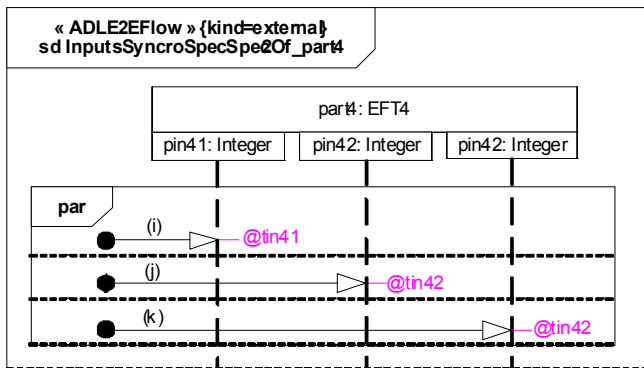 « ADLE2EFlow » {kind=external}
sd InputsSyncroSpecSpec2Of_part4
part4: EFT4
pin41: Integer pin42: Integer pin42: Integer
par
(i)
@tin41
(j)
@tin42
(k)
@tin42